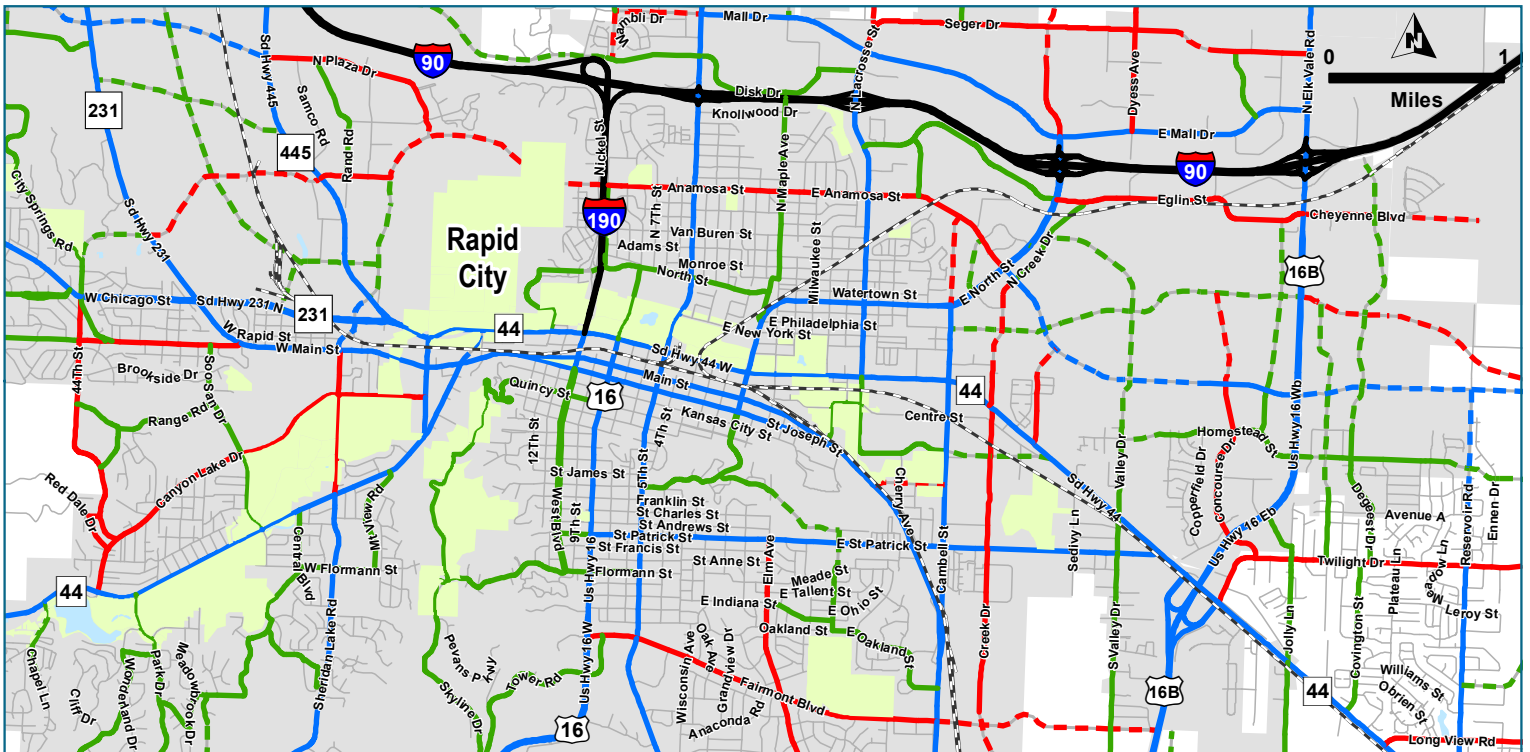 Wambli Dr
Mall Dr
Seger Dr
N Lacrosse St
Sd Hwy 445
N Plaza Dr
90
N
0
1
Miles
N Elk Vale Rd
Dyess Ave
231
Samco Rd
Rand Rd
Disk Dr
Knollwood Dr
E Mall Dr
445
Nickel St
90
City Springs Rd
Sd Hwy 231
190
Anamosa St
E Anamosa St
N Maple Ave
N 7Th St
Eglin St
Cheyenne Blvd
Rapid
City
Van Buren St
Adams St
Monroe St
North St
Milwaukee St
N Creek Dr
E North St
16B
W Chicago St
Sd Hwy 231 N
231
44
Watertown St
W Rapid St
W Main St
E Philadelphia St
E New York St
Sd Hwy 44 W
44Th St
Brookside Dr
Soo San Dr
Range Rd
Quincy St
16
Main St
Kansas City St
St Joseph St
44
Centre St
Us Hwy 16 Wb
Homestead St
12Th St
4Th St
Canyon Lake Dr
Red Dale Dr
St James St
West Blvd
5Th St
Franklin St
St Charles St
St Andrews St
St Patrick St
St Francis St
7Th St
Cherry Ave
E St Patrick St
Cambell St
Sd Hwy 44
Valley Dr
Copperfield Dr
Concourse Dr
Us Hwy 16 Eb
Degeest Dr
Avenue A
Reservoir Rd
Ennen Dr
Mt View Rd
Central Blvd
W Flormann St
Flormann St
St Anne St
Elm Ave
Meade St
E Tallent St
E Indiana St
E Ohio St
Oakland St
E Oakland St
Sedivy Ln
Twilight Dr
Plateau Ln
Meadow Ln
Leroy St
44
Us Hwy 16 W
Sheridan Lake Rd
Creek Dr
S Valley Dr
Jolly Ln
Covington St
Chapel Ln
Cliff Dr
Wonderland Dr
Park Dr
Meadowbrook Dr
Pevans Pkwy
Skyline Dr
Tower Rd
Us Hwy 16 W
16
Wisconsin Ave
Oak Ave
Grandview Dr
Anaconda Rd
Fairmont Blvd
16B
44
Williams St
Obrien St
Long View Rd